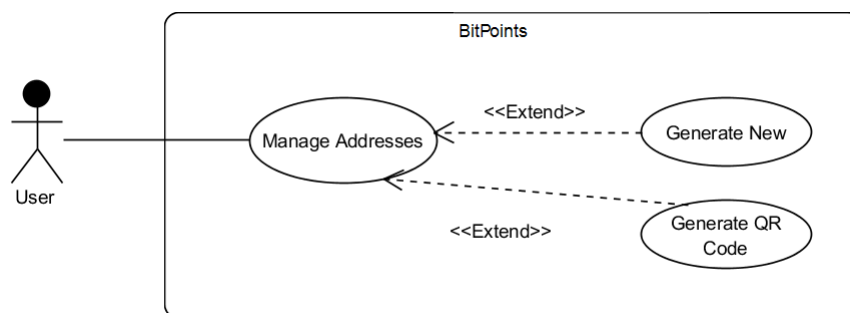 BitPoints
<<Extend>>
Manage Addresses
Generate New
User
Generate QR
Code
<<Extend>>